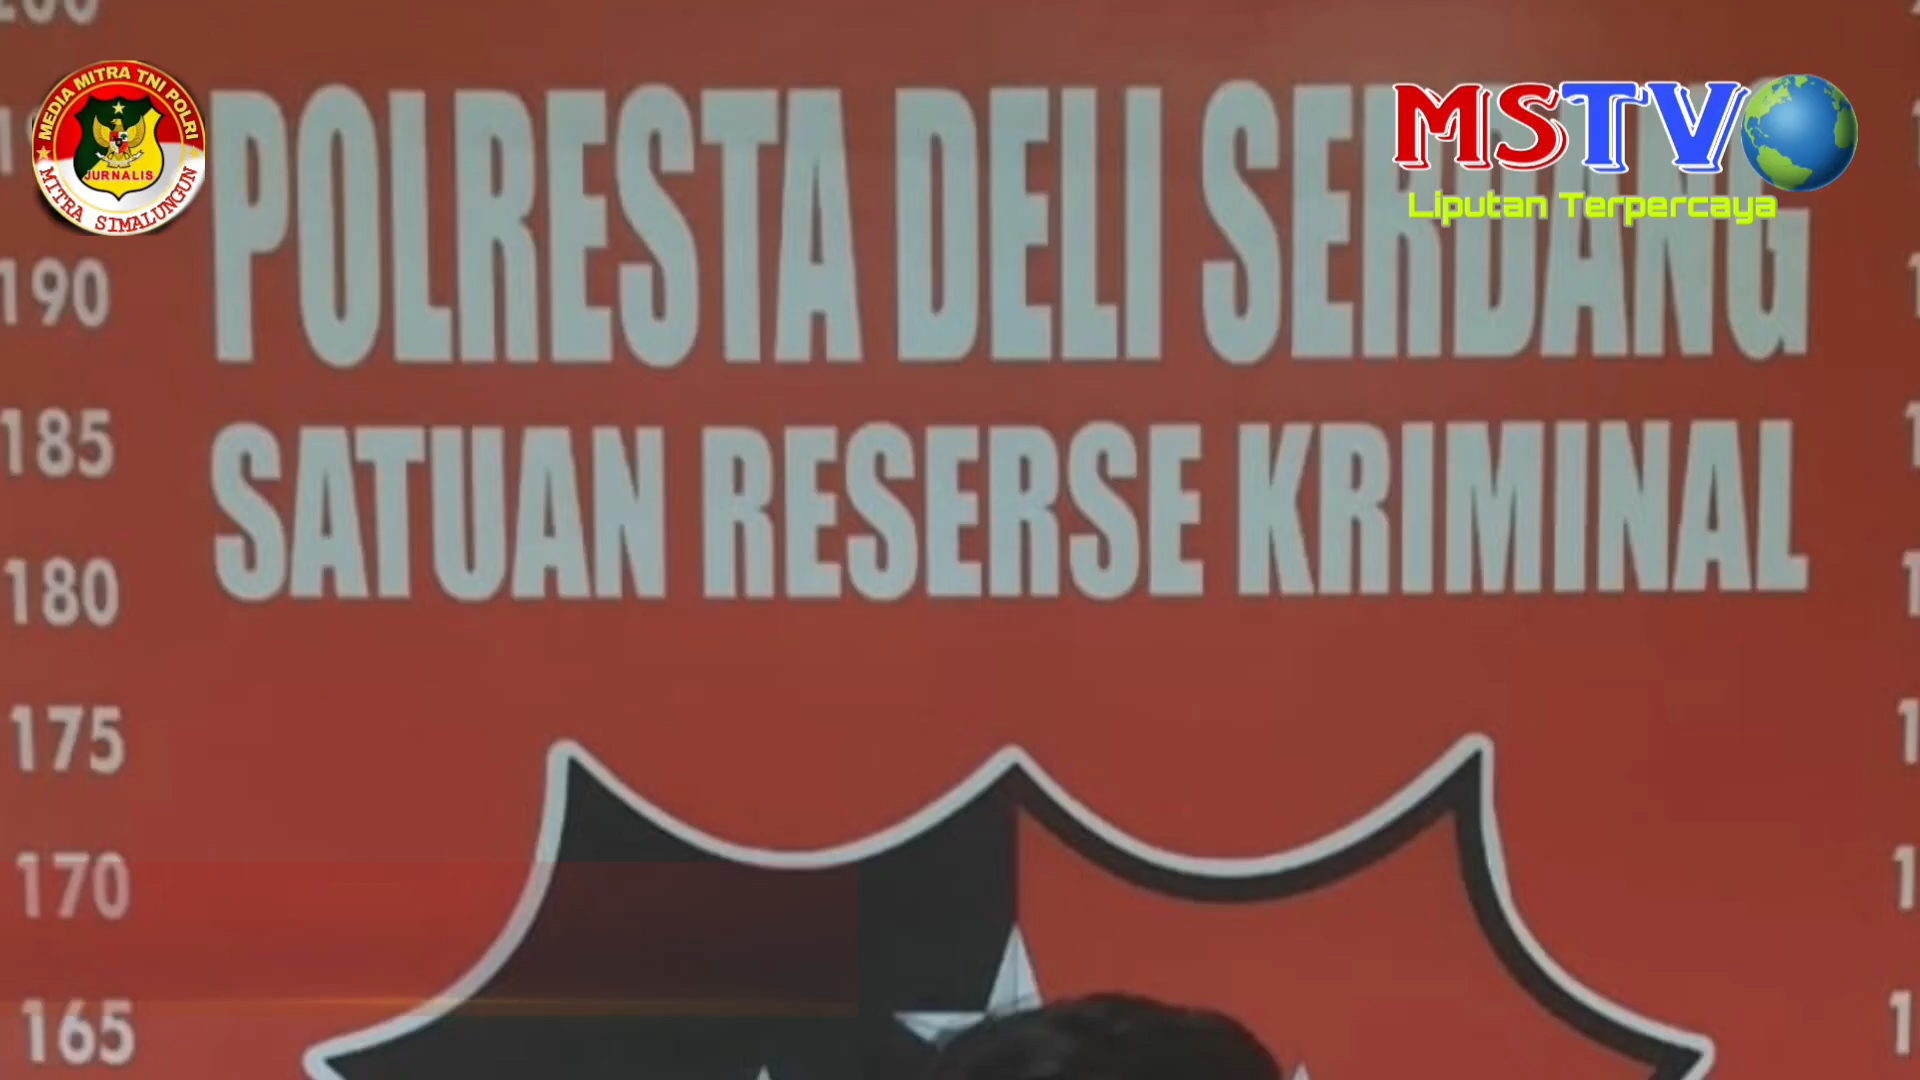 MEDIA MITRA TNI POLRI
JURNALIS
MITRA SIMALUNGUN
MSTV
Liputan Terpercaya
POLRESTA DELI SERDANG
SATUAN RESERSE KRIMINAL
190
185
180
175
170
165